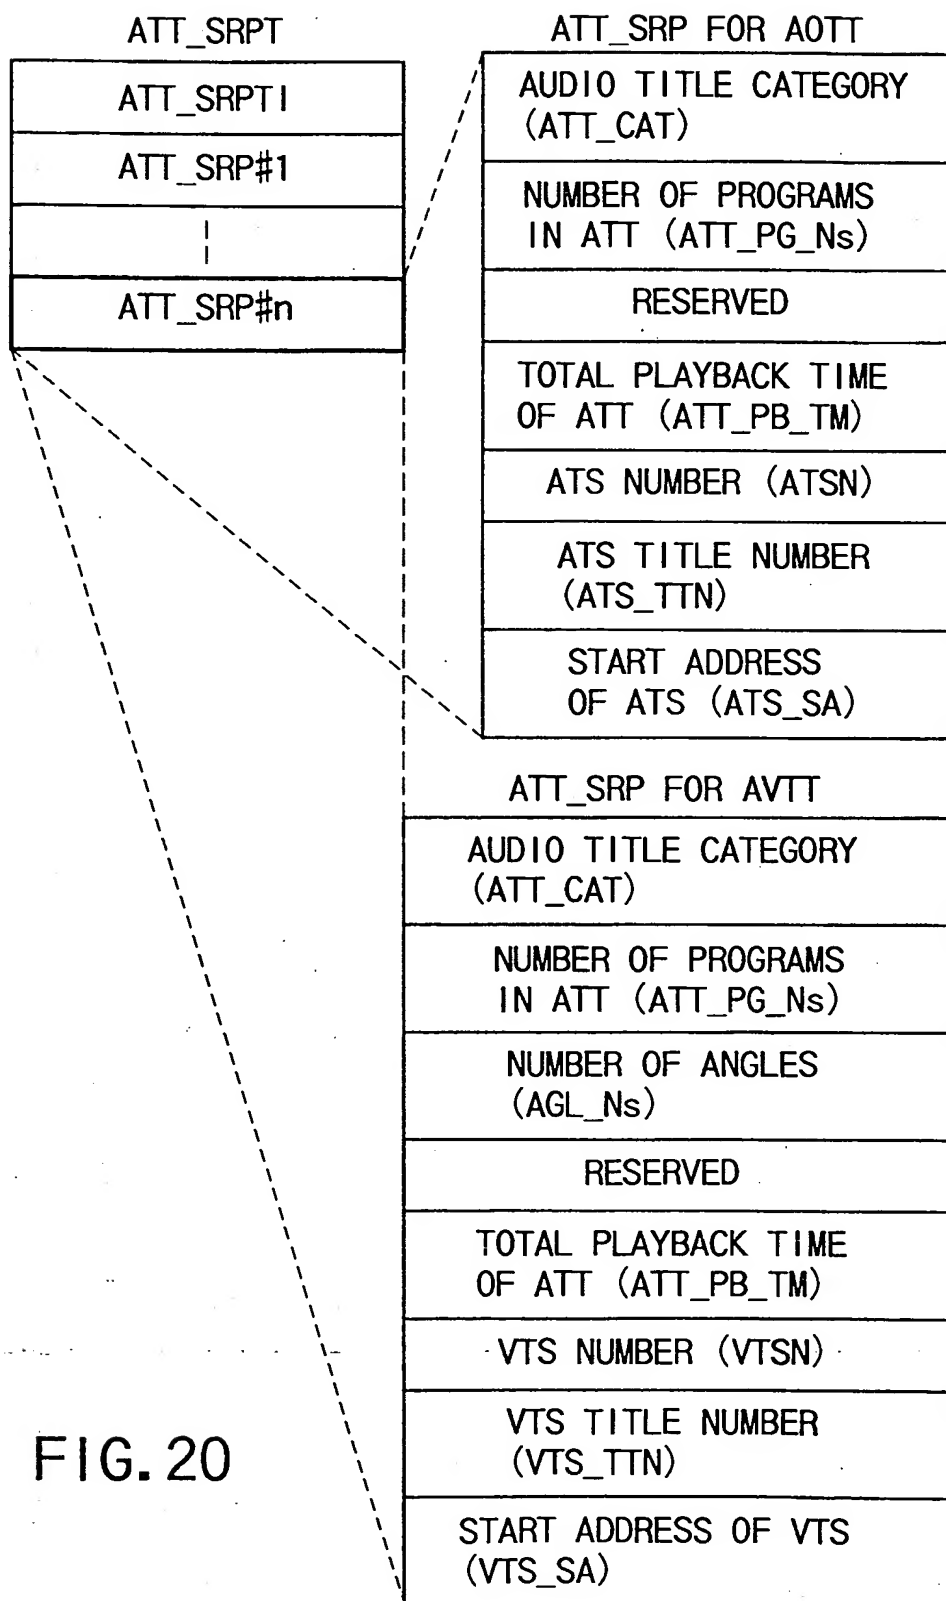 ATT_SRPT
ATT_SRPTI
ATT_SRP#1
ATT_SRP#n
ATT_SRP FOR AOTT
AUDIO TITLE CATEGORY
(ATT_CAT)
NUMBER OF PROGRAMS
IN ATT (ATT_PG_Ns)
RESERVED
TOTAL PLAYBACK TIME
OF ATT (ATT_PB_TM)
ATS NUMBER (ATSN)
ATS TITLE NUMBER
(ATS_TTN)
START ADDRESS
OF ATS (ATS_SA)
ATT_SRP FOR AVTT
AUDIO TITLE CATEGORY
(ATT_CAT)
NUMBER OF PROGRAMS
IN ATT (ATT_PG_Ns)
NUMBER OF ANGLES
(AGL_Ns)
RESERVED
TOTAL PLAYBACK TIME
OF ATT (ATT_PB_TM)
VTS NUMBER (VTSN)
VTS TITLE NUMBER
(VTS_TTN)
START ADDRESS OF VTS
(VTS_SA)
FIG. 20